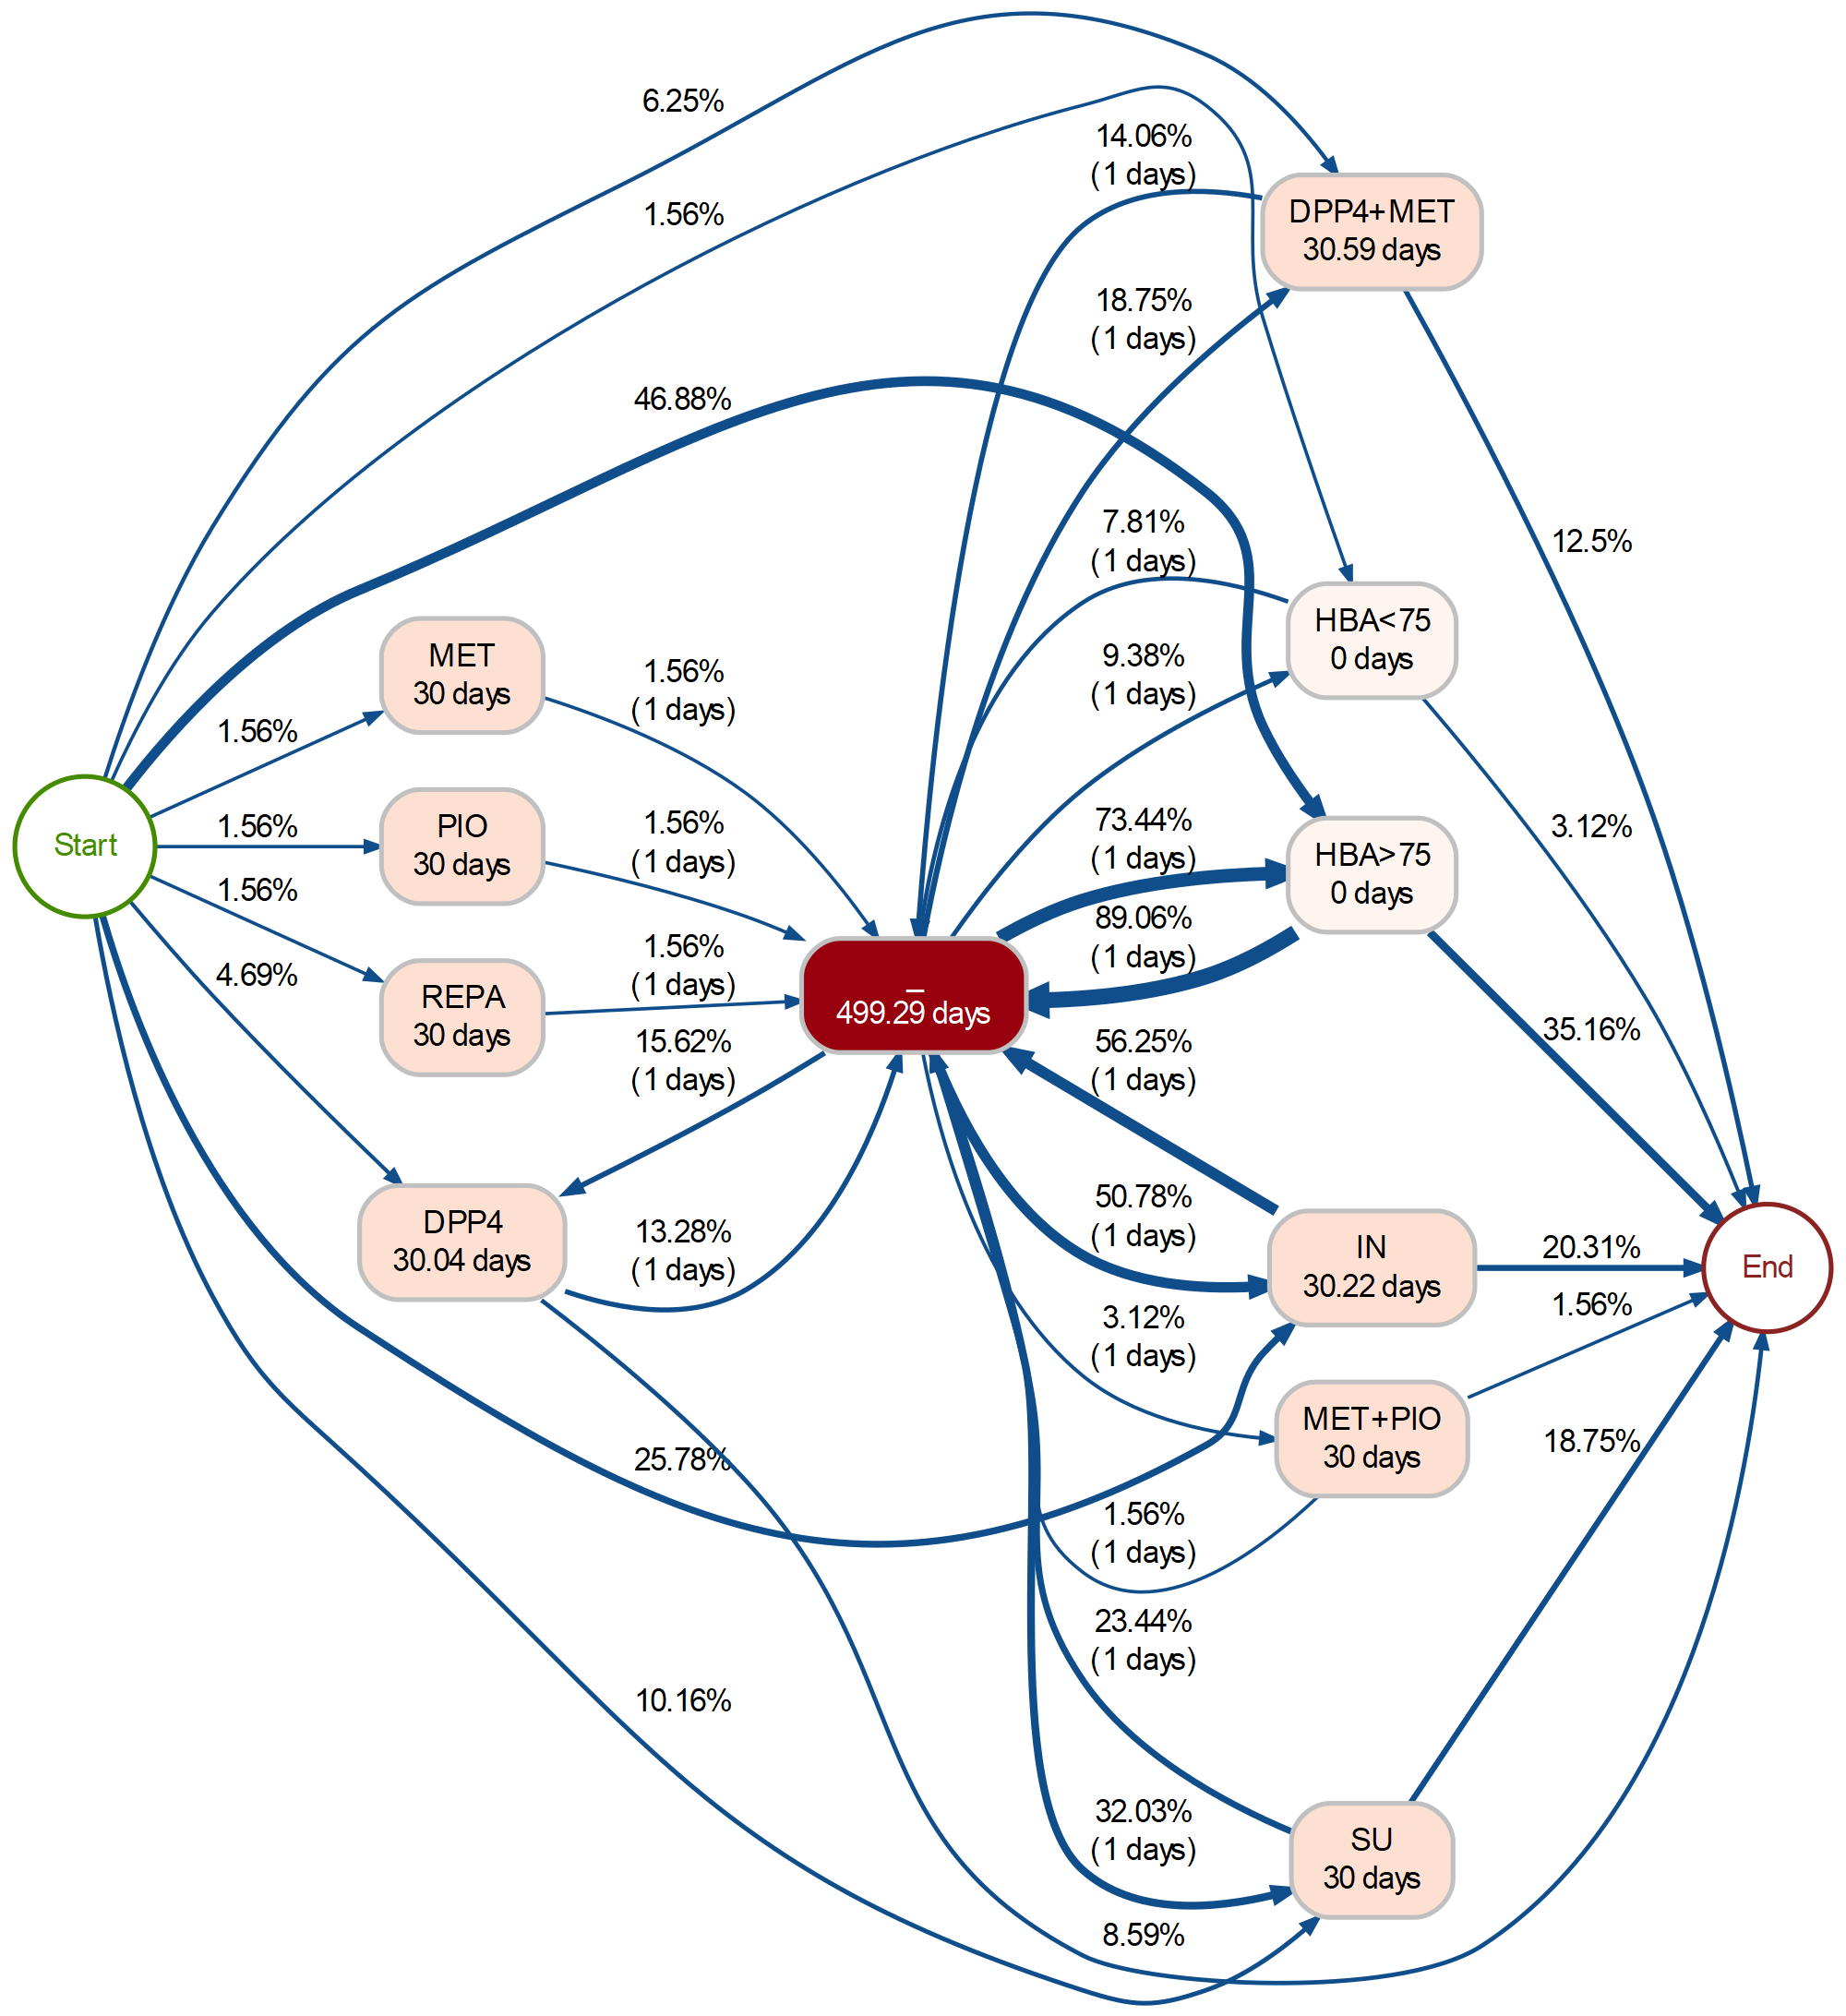 6.25%
14.06%
(1 days)
1.56%
DPP4+MET
30.59 days
18.75%
(1 days)
46.88%
7.81%
(1 days)
12.5%
HBA<75
0 days
MET
30 days
1.56%
(1 days)
9.38%
(1 days)
1.56%
Start
1.56%
PIO
30 days
1.56%
(1 days)
73.44%
(1 days)
HBA>75
0 days
3.12%
1.56%
REPA
30 days
1.56%
(1 days)
89.06%
(1 days)
4.69%
_
499.29 days
35.16%
15.62%
(1 days)
56.25%
(1 days)
DPP4
30.04 days
13.28%
(1 days)
50.78%
(1 days)
IN
30.22 days
20.31%
End
1.56%
3.12%
(1 days)
25.78%
MET+PIO
30 days
18.75%
1.56%
(1 days)
23.44%
(1 days)
10.16%
32.03%
(1 days)
SU
30 days
8.59%